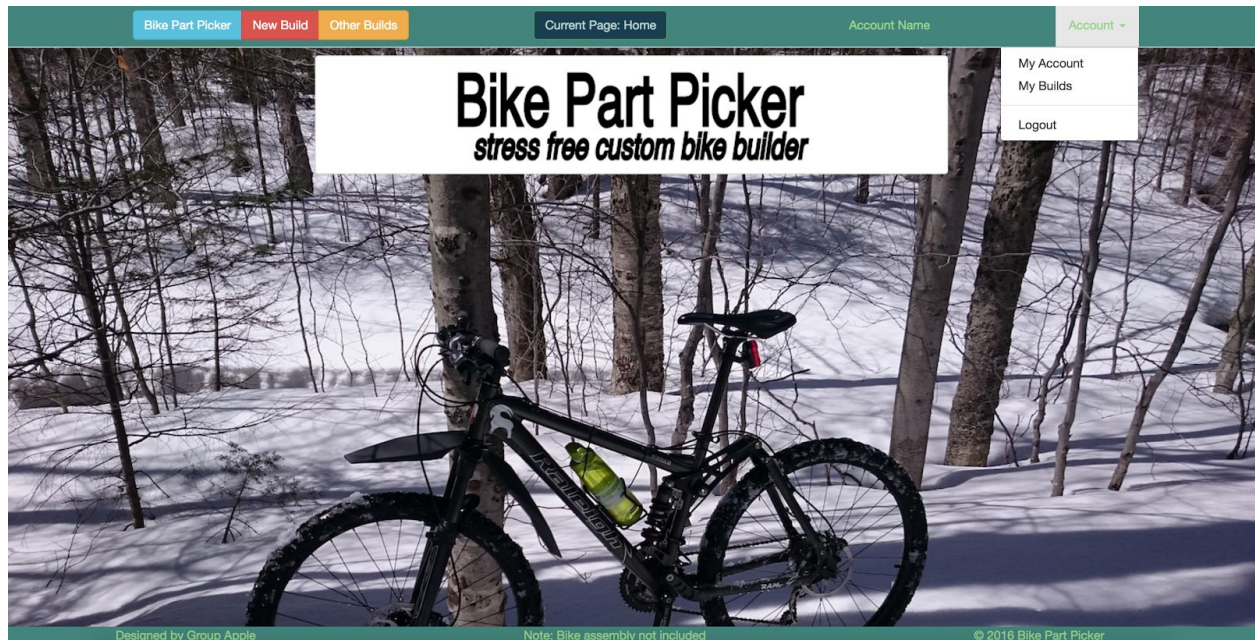 Bike Part Picker New Build Other Builds Current Page: Home Account Name Account
My Account
My Builds
Logout
Bike Part Picker
stress free custom bike builder
Raleigh
Designed by Group Apple Note: Bike assembly not included © 2016 Bike Part Picker